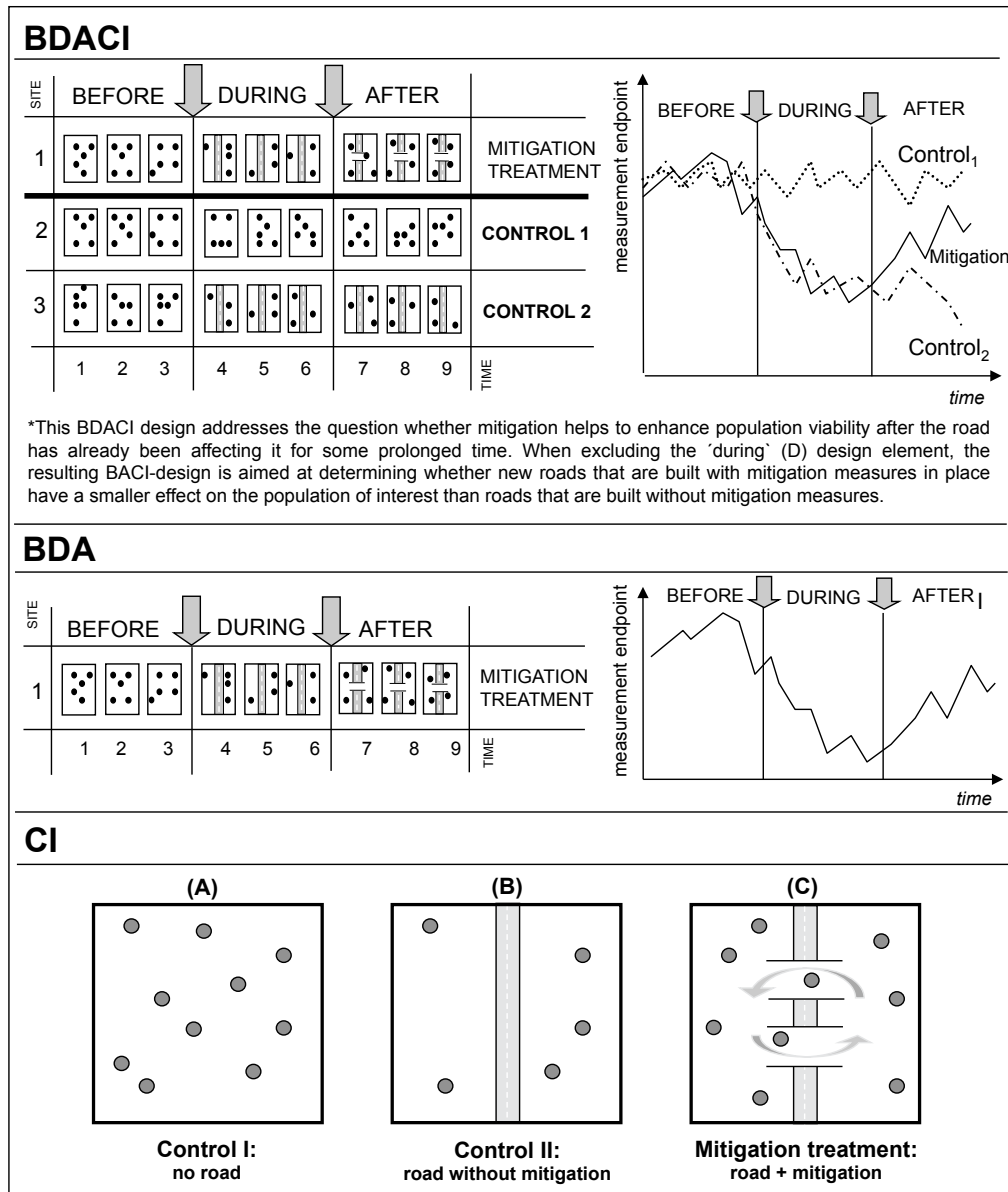 BDACI
SITE
BEFORE DURING AFTER
1 MITIGATION
TREATMENT
2 CONTROL 1
3 CONTROL 2
1 2 3 4 5 6 7 8 9 TIME
measurement endpoint
BEFORE DURING AFTER
Control1
Mitigation
Control2
time
*This BDACI design addresses the question whether mitigation helps to enhance population viability after the road
has already been affecting it for some prolonged time. When excluding the ´during` (D) design element, the
resulting BACI-design is aimed at determining whether new roads that are built with mitigation measures in place
have a smaller effect on the population of interest than roads that are built without mitigation measures.
BDA
SITE
BEFORE DURING AFTER
1 MITIGATION
TREATMENT
1 2 3 4 5 6 7 8 9 TIME
measurement endpoint
BEFORE DURING AFTER
time
CI
(A) (B) (C)
Control I: Control II: Mitigation treatment:
no road road without mitigation road + mitigation